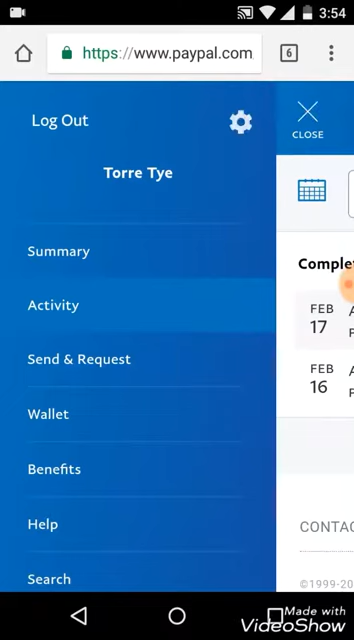 3:54
https://www.paypal.com
6
Log Out
CLOSE
Torre Tye
Summary
Comple
Activity
FEB
17
Send & Request
FEB
16
Wallet
Benefits
Help
CONTAC
Search
©1999-20
Made with
VideoShow